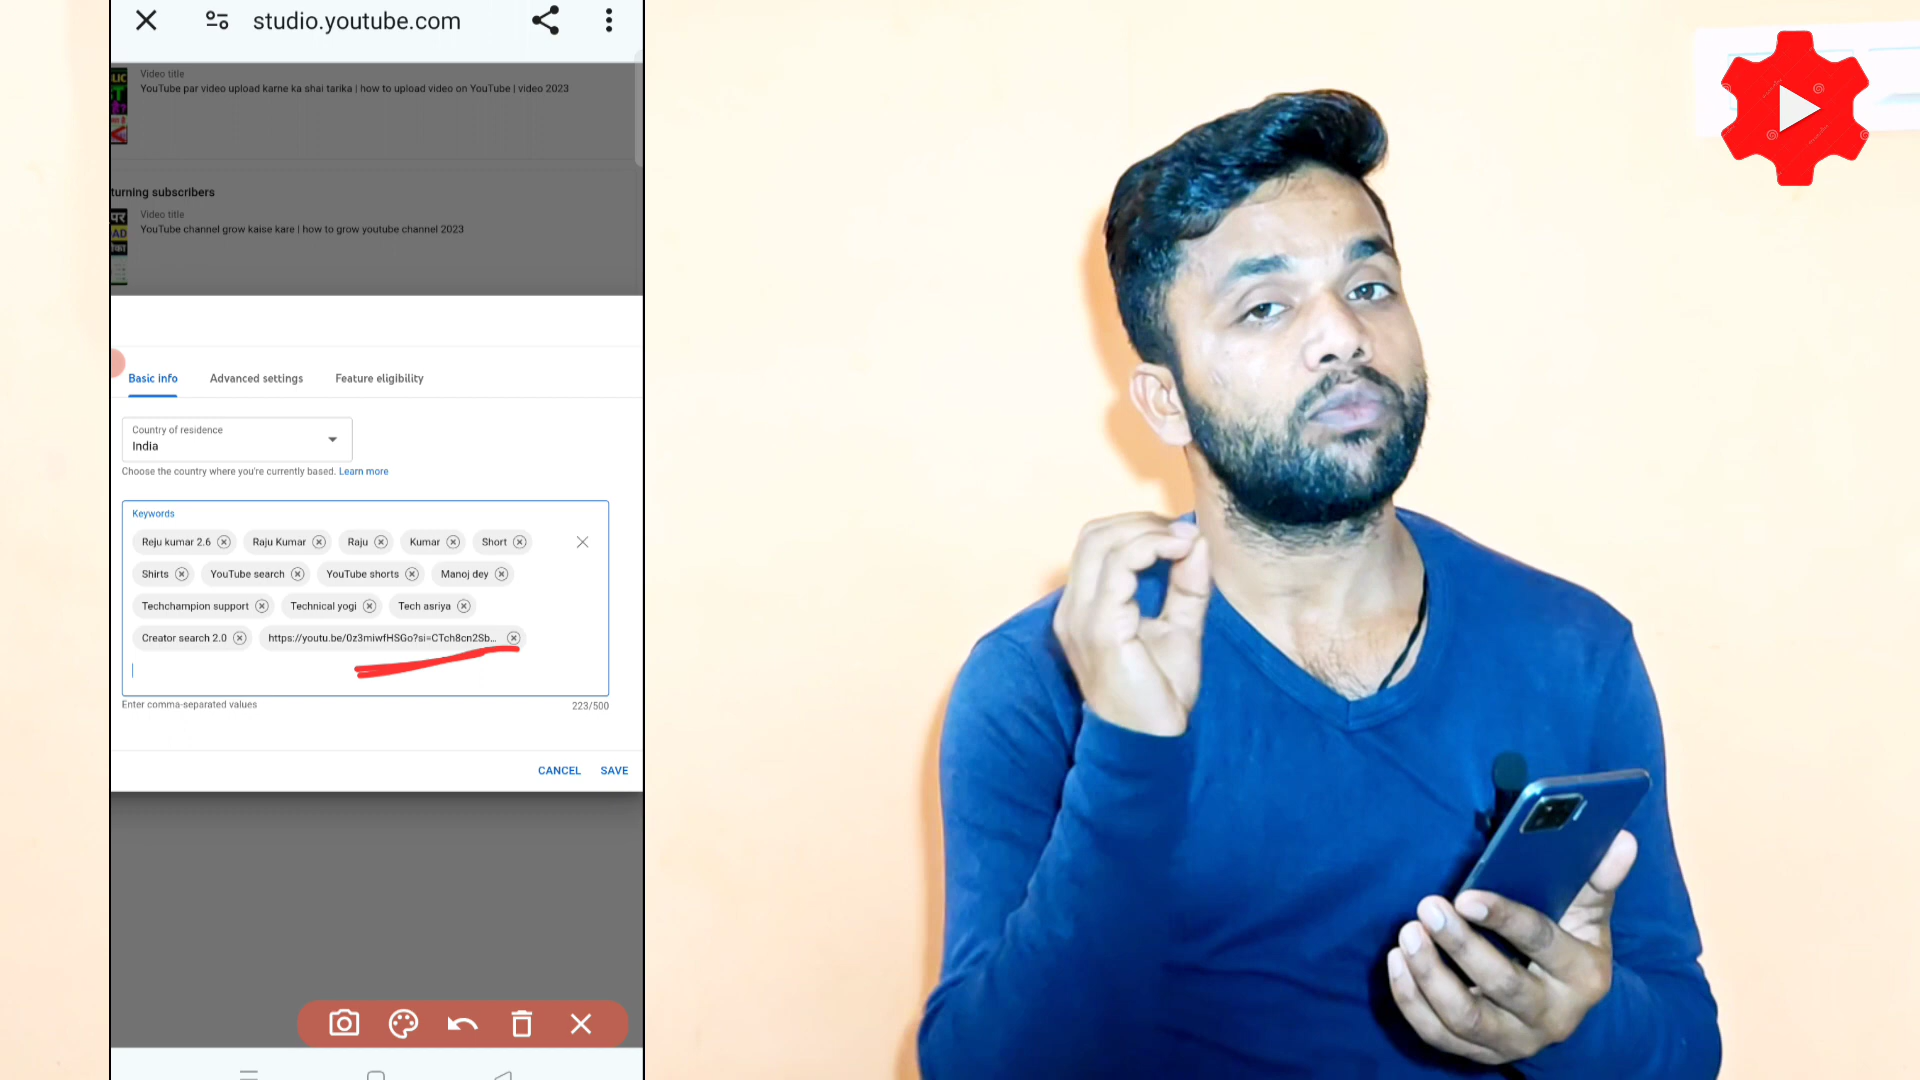 studio.youtube.com
Video title
YouTube par video upload karne ka shai tarika | how to upload video on YouTube | video 2023
turning subscribers
Video title
YouTube channel grow kaise kare | how to grow youtube channel 2023
पर
AD
Basic info Advanced settings Feature eligibility
Country of residence
India
Choose the country where you're currently based. Learn more
Keywords
Reju kumar 2.6 Raju Kumar Raju Kumar Short
Shirts YouTube search YouTube shorts Manoj dey
Techchampion support Technical yogi Tech asriya
Creator search 2.0 https://youtu.be/0z3miwfHSGo?si=CTch8cn2Sb...
Enter comma-separated values 223/500
CANCEL SAVE